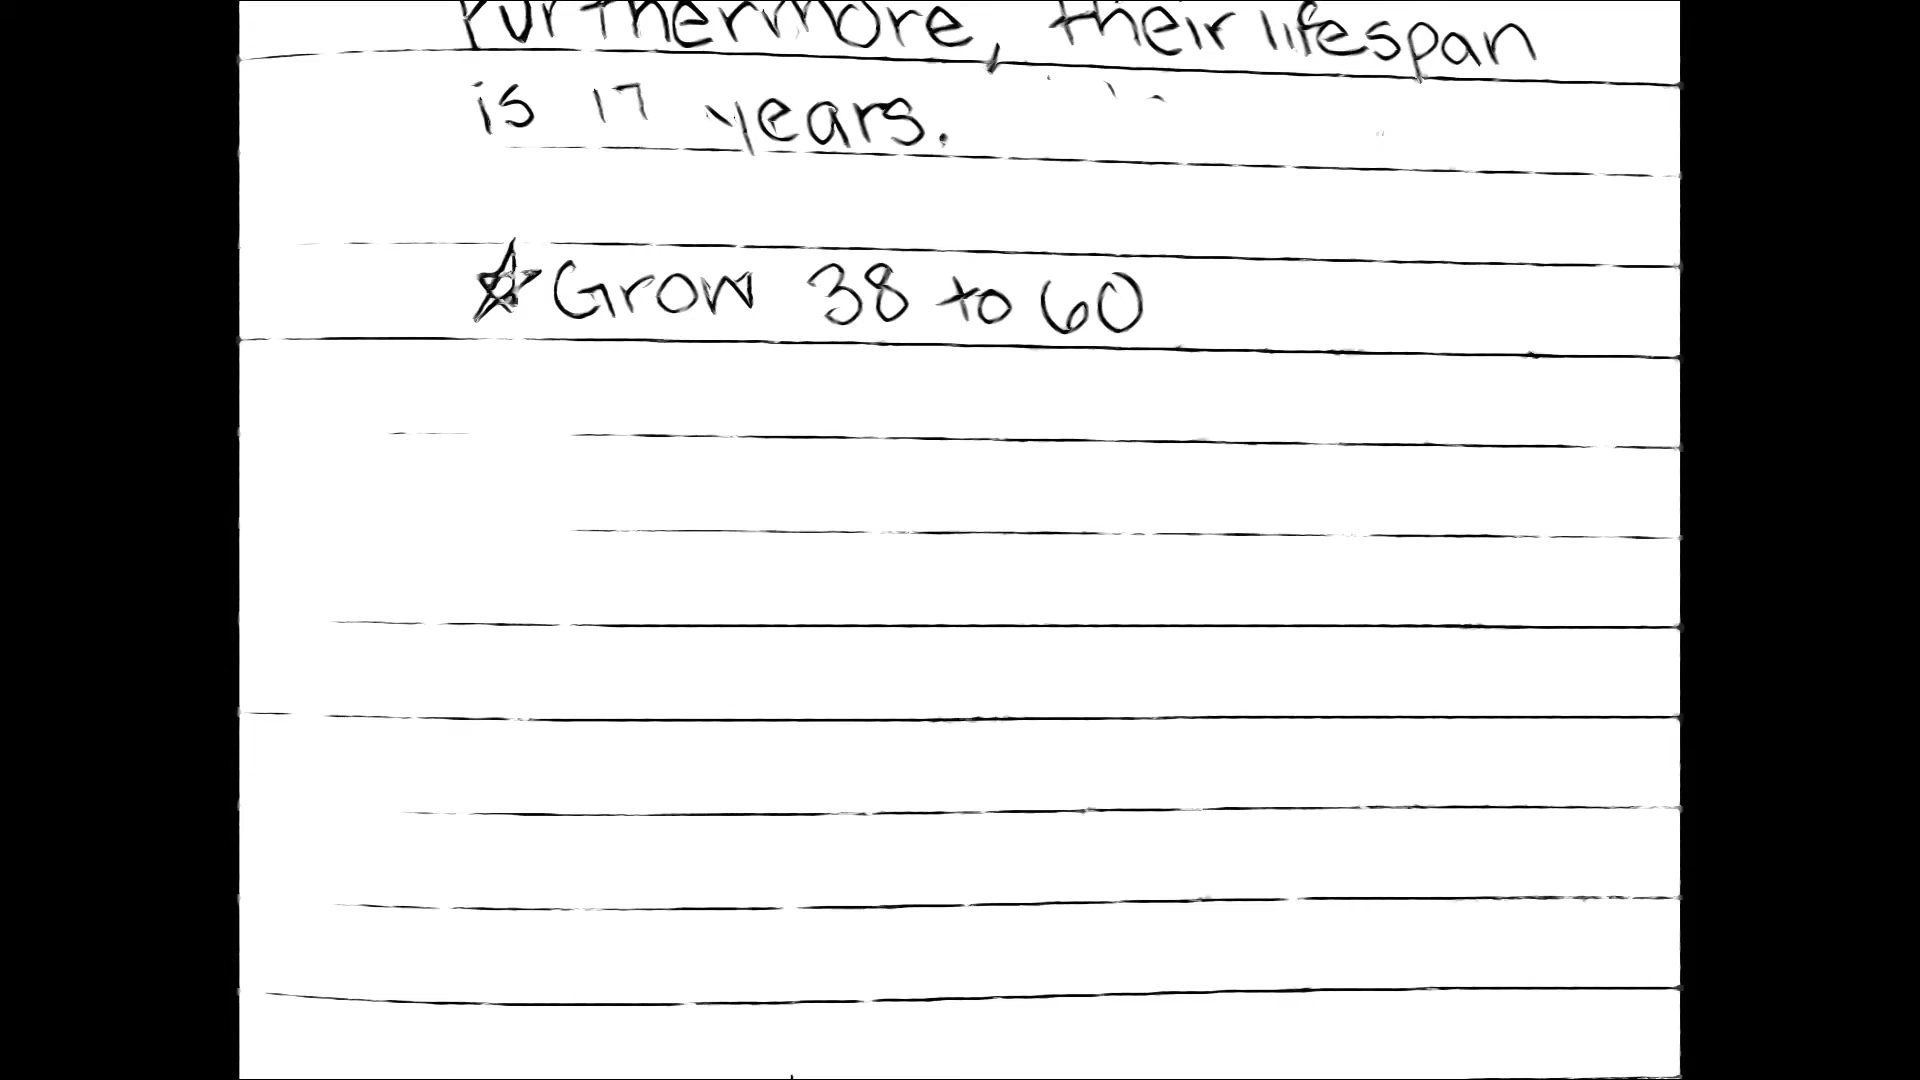 Furthermore, their lifespan
is 17 years.
☆Grow 38 to 60